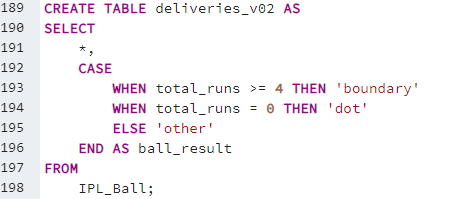 189 CREATE TABLE deliveries_v02 AS
190 SELECT
191     *,
192     CASE
193         WHEN total_runs >= 4 THEN 'boundary'
194         WHEN total_runs = 0 THEN 'dot'
195         ELSE 'other'
196     END AS ball_result
197 FROM
198     IPL_Ball;